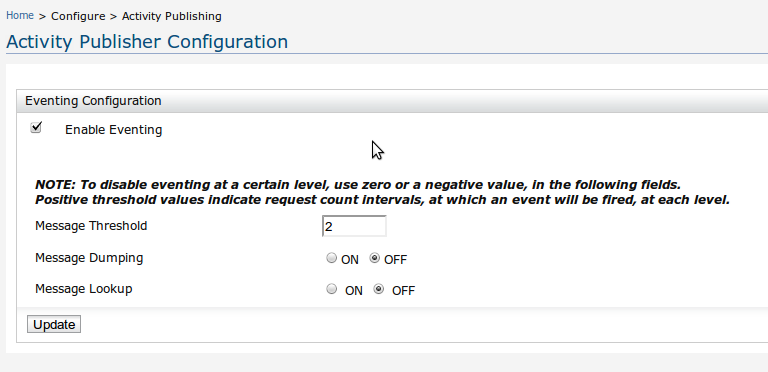 Home > Configure > Activity Publishing
Activity Publisher Configuration
Eventing Configuration
Enable Eventing
NOTE: To disable eventing at a certain level, use zero or a negative value, in the following fields.
Positive threshold values indicate request count intervals, at which an event will be fired, at each level.
Message Threshold 2
Message Dumping ON OFF
Message Lookup ON OFF
Update